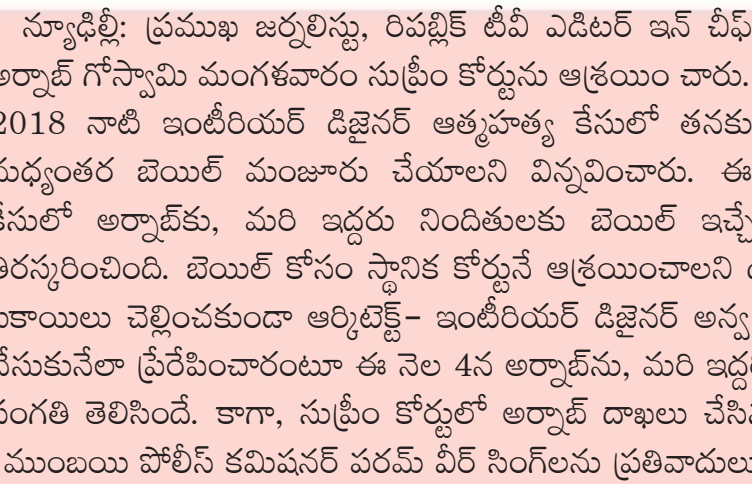 న్యూఢిల్లీ: ప్రముఖ జర్నలిస్టు, రిపబ్లిక్ టీవీ ఎడిటర్ ఇన్ చీఫ్
అర్నాబ్ గోస్వామి మంగళవారం సుప్రీం కోర్టును ఆశ్రయిం చారు.
2018 నాటి ఇంటీరియర్ డిజైనర్ ఆత్మహత్య కేసులో తనకు
మధ్యంతర బెయిల్ మంజూరు చేయాలని విన్నవించారు. ఈ
కేసులో అర్నాబ్‌కు, మరి ఇద్దరు నిందితులకు బెయిల్ ఇచ్చే
తిరస్కరించింది. బెయిల్ కోసం స్థానిక కోర్టునే ఆశ్రయించాలని
బకాయిలు చెల్లించకుండా ఆర్కిటెక్ట్– ఇంటీరియర్ డిజైనర్ అన్వ
చేసుకునేలా ప్రేరేపించారంటూ ఈ నెల 4న అర్నాబ్‌ను, మరి ఇద్ద
సంగతి తెలిసిందే. కాగా, సుప్రీం కోర్టులో అర్నాబ్ దాఖలు చేసి
ముంబయి పోలీస్ కమిషనర్ పరమ్ వీర్ సింగ్‌లను ప్రతివాదులు